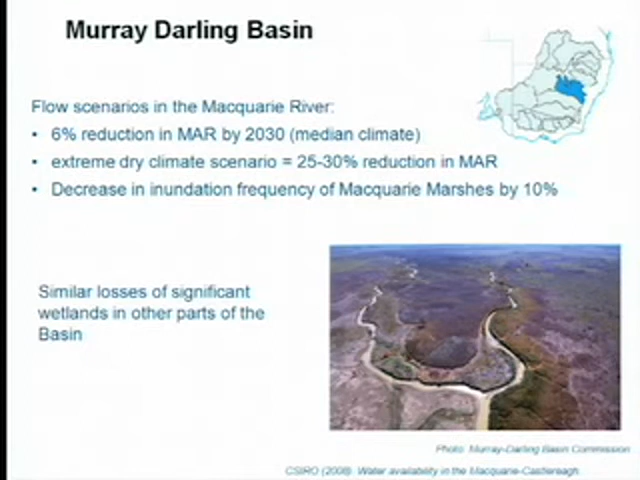 Murray Darling Basin
Flow scenarios in the Macquarie River:
• 6% reduction in MAR by 2030 (median climate)
• extreme dry climate scenario = 25-30% reduction in MAR
• Decrease in inundation frequency of Macquarie Marshes by 10%
Similar losses of significant
wetlands in other parts of the
Basin
Photo: Murray-Darling Basin Commission
CSIRO (2008) Water availability in the Macquarie-Castlereagh.